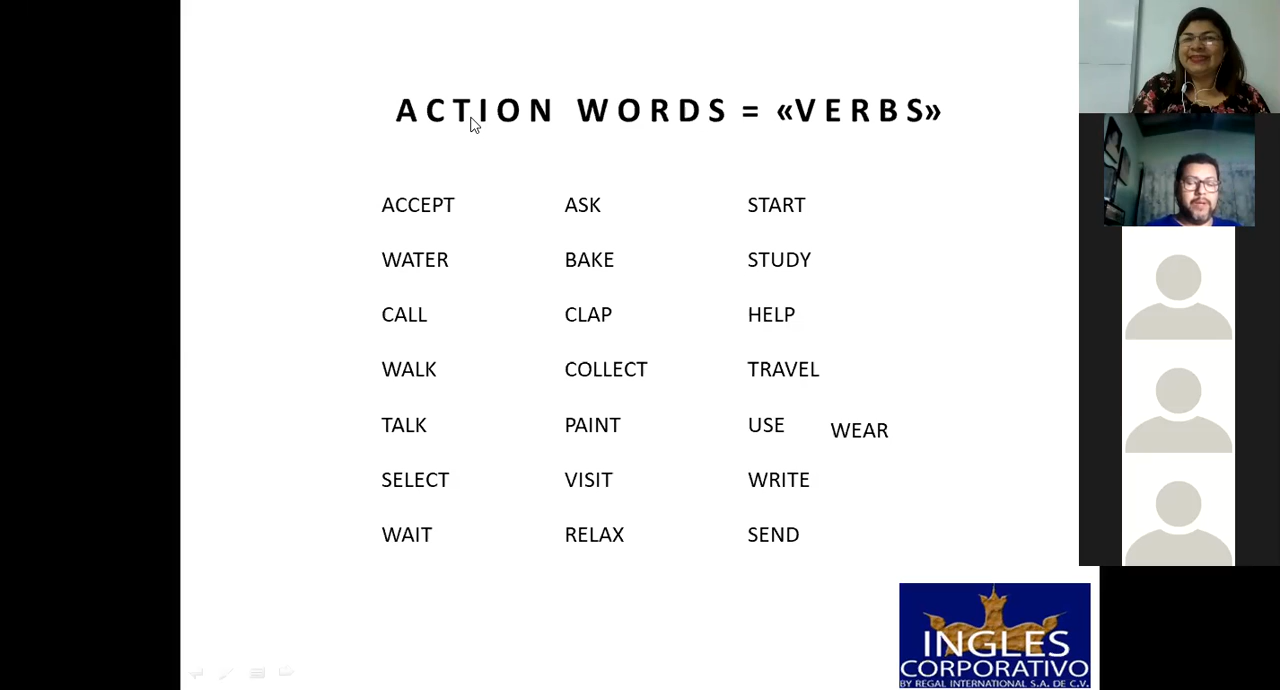 ACTION WORDS = «VERBS»
ACCEPT ASK START
WATER BAKE STUDY
CALL CLAP HELP
WALK COLLECT TRAVEL
TALK PAINT USE WEAR
SELECT VISIT WRITE
WAIT RELAX SEND
INGLES
CORPORATIVO
BY REGAL INTERNATIONAL S.A. DE C.V.